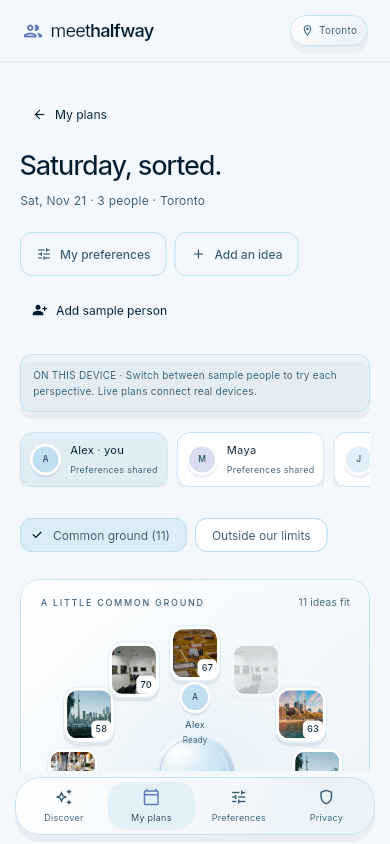 meethalfway
Toronto
My plans
Saturday, sorted.
Sat, Nov 21 · 3 people · Toronto
My preferences
Add an idea
Add sample person
ON THIS DEVICE · Switch between sample people to try each
perspective. Live plans connect real devices.
A
Alex · you
Preferences shared
M
Maya
Preferences shared
J
Common ground (11)
Outside our limits
A LITTLE COMMON GROUND
11 ideas fit
67
70
A
58
63
Alex
Ready
Discover
My plans
Preferences
Privacy